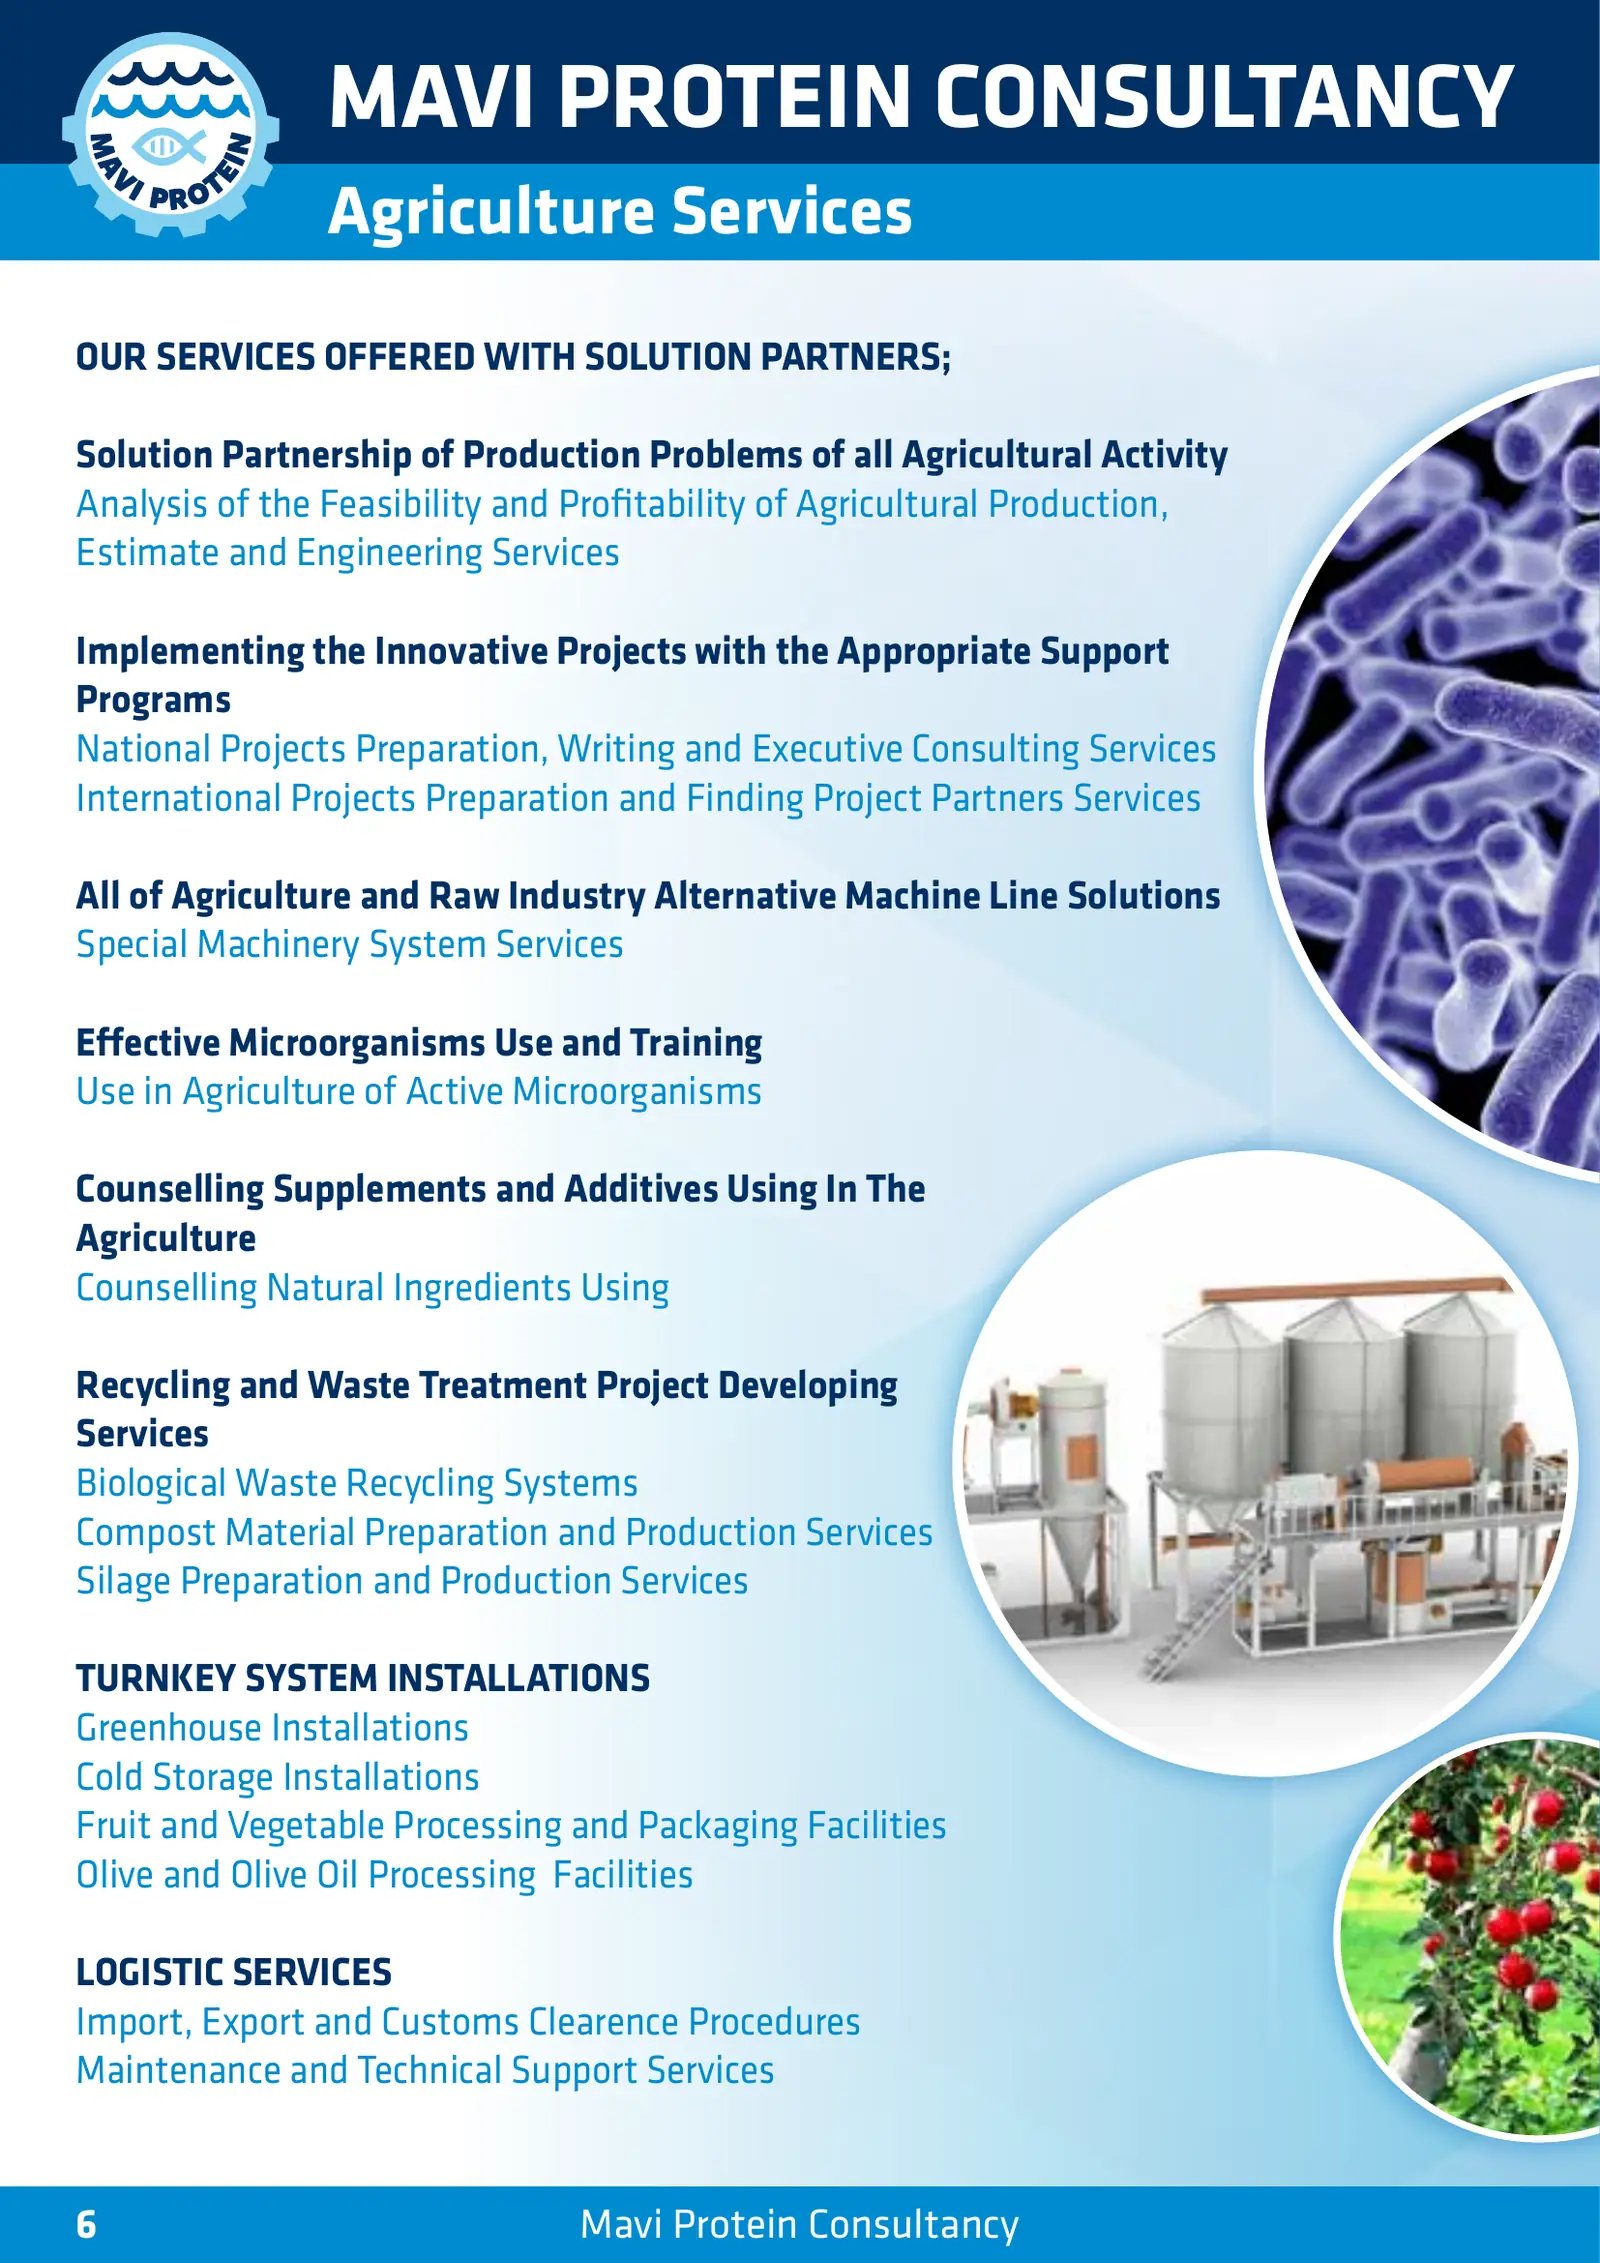 MAVI PROTEIN
MAVI PROTEIN CONSULTANCY
Agriculture Services
OUR SERVICES OFFERED WITH SOLUTION PARTNERS;
Solution Partnership of Production Problems of all Agricultural Activity
Analysis of the Feasibility and Profitability of Agricultural Production,
Estimate and Engineering Services
Implementing the Innovative Projects with the Appropriate Support
Programs
National Projects Preparation, Writing and Executive Consulting Services
International Projects Preparation and Finding Project Partners Services
All of Agriculture and Raw Industry Alternative Machine Line Solutions
Special Machinery System Services
Effective Microorganisms Use and Training
Use in Agriculture of Active Microorganisms
Counselling Supplements and Additives Using In The
Agriculture
Counselling Natural Ingredients Using
Recycling and Waste Treatment Project Developing
Services
Biological Waste Recycling Systems
Compost Material Preparation and Production Services
Silage Preparation and Production Services
TURNKEY SYSTEM INSTALLATIONS
Greenhouse Installations
Cold Storage Installations
Fruit and Vegetable Processing and Packaging Facilities
Olive and Olive Oil Processing  Facilities
LOGISTIC SERVICES
Import, Export and Customs Clearence Procedures
Maintenance and Technical Support Services
6
Mavi Protein Consultancy